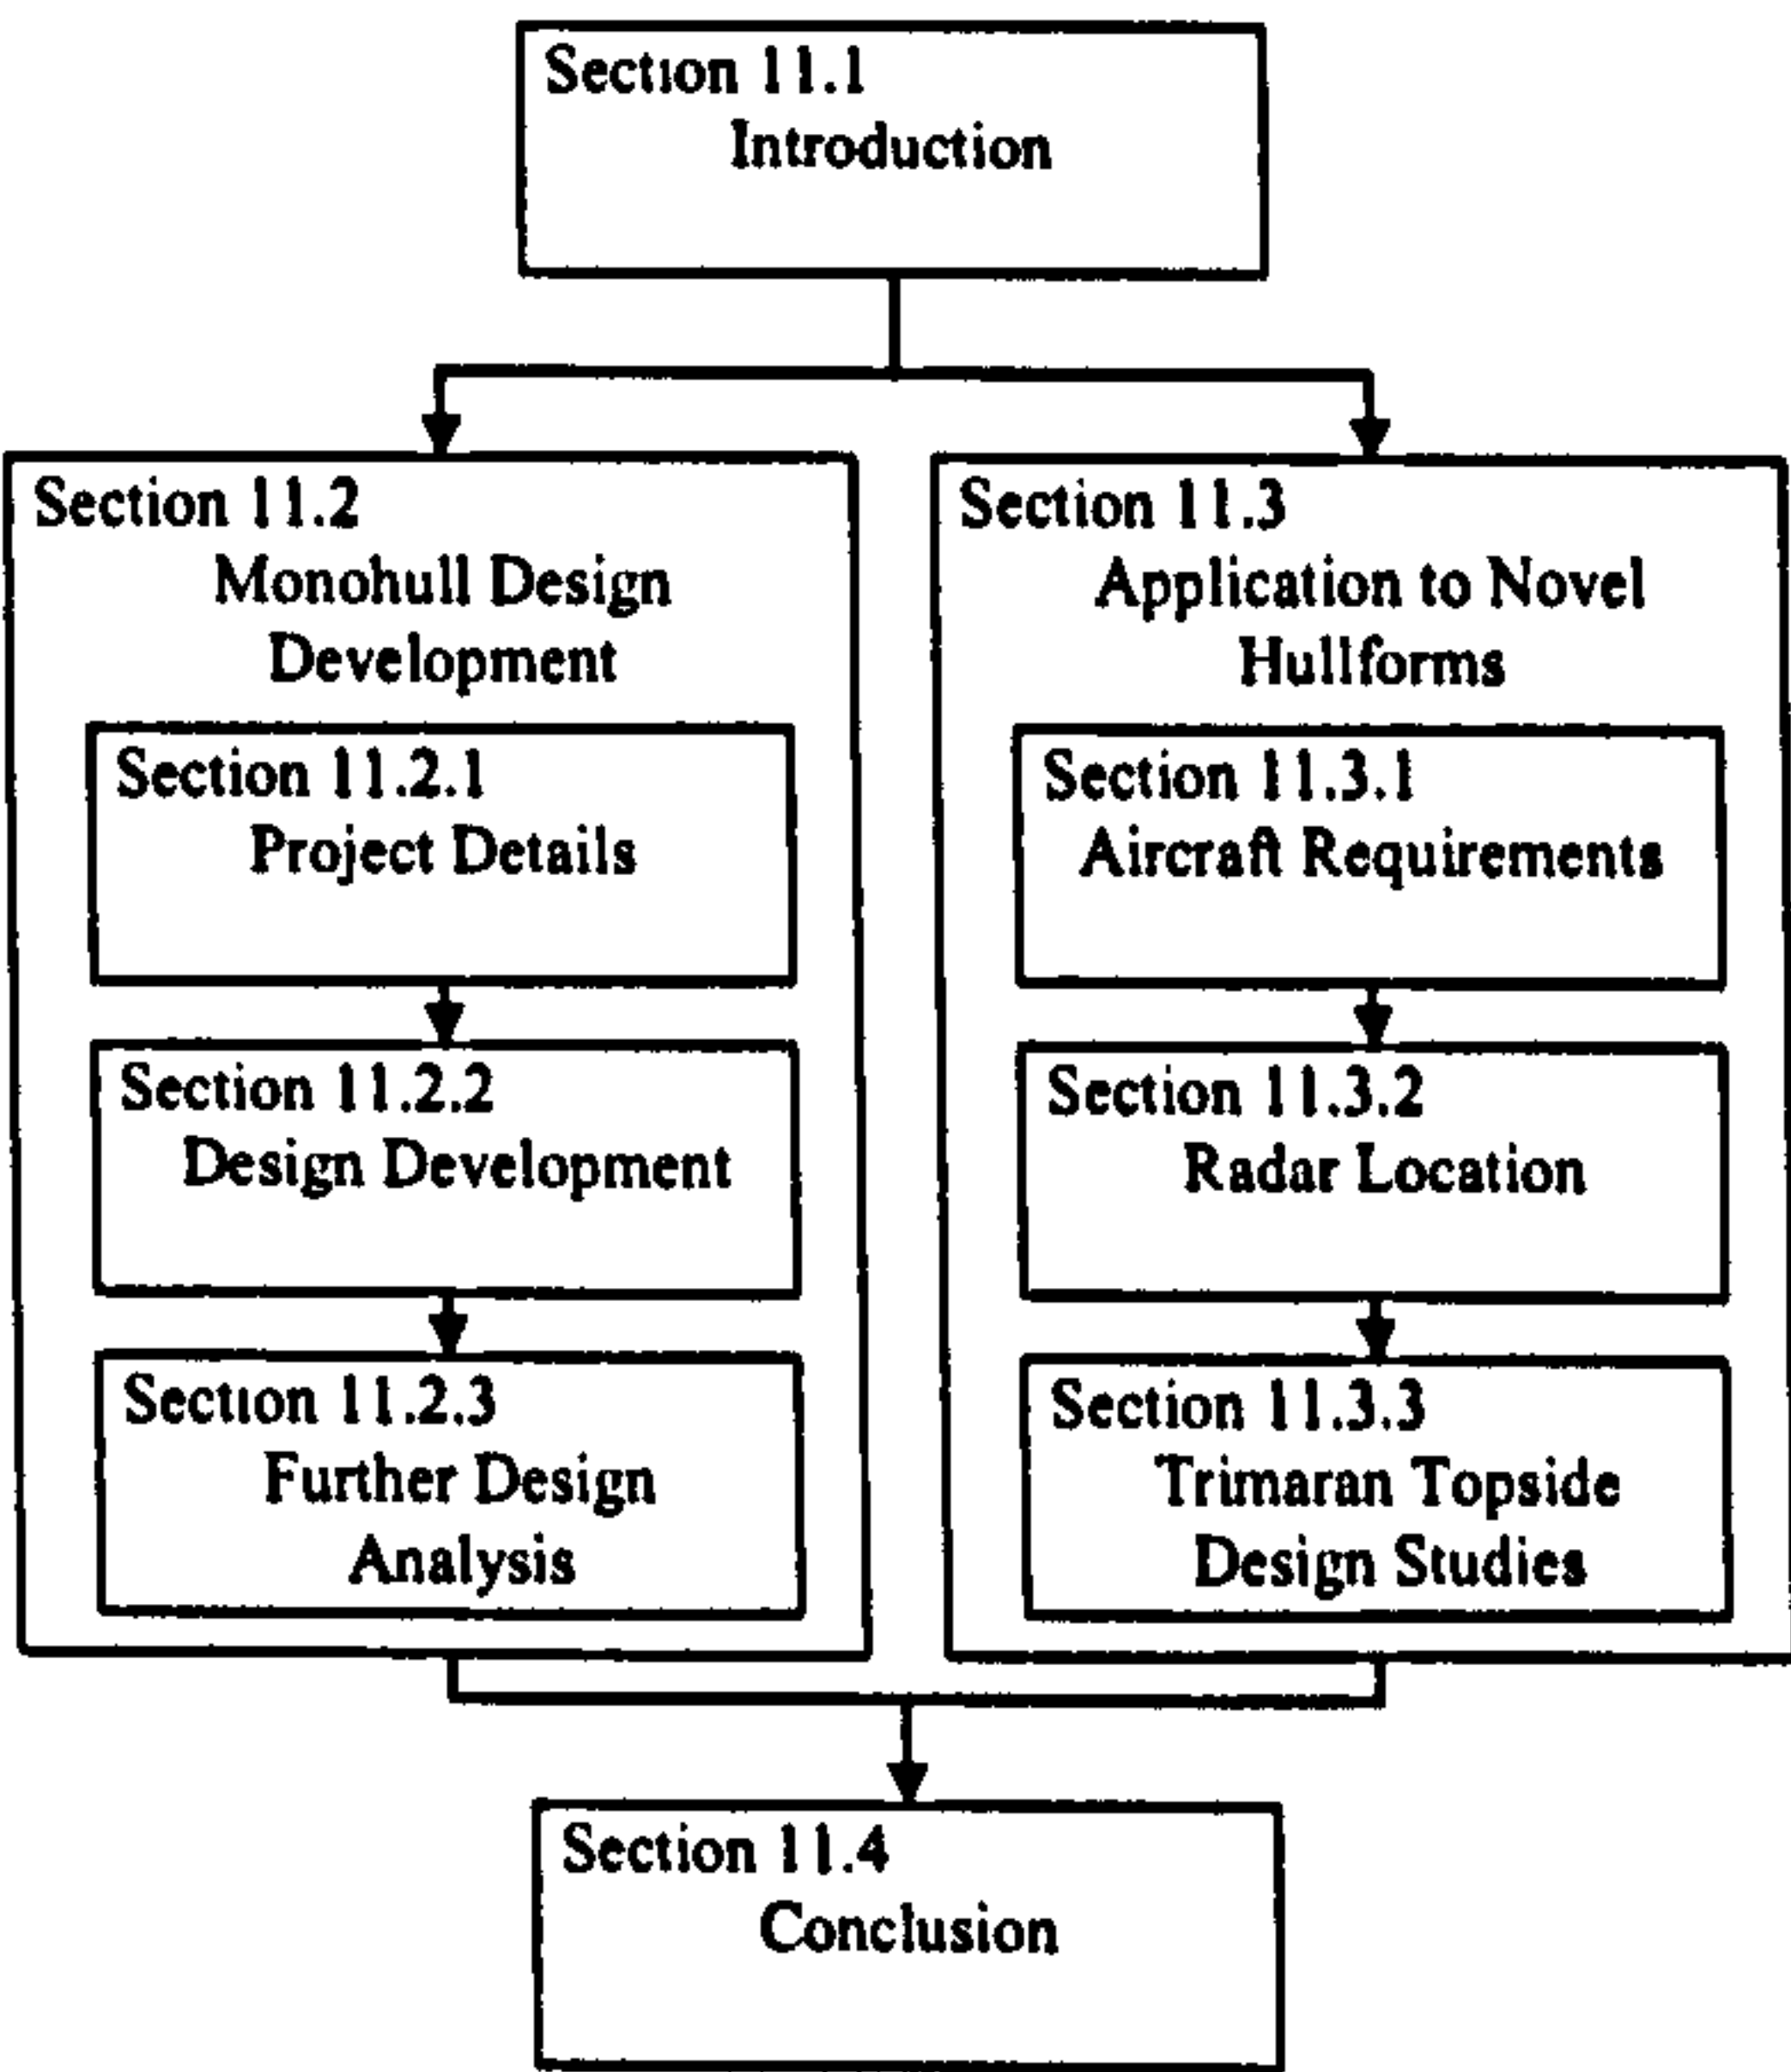 Section 11.1
Introduction
Section 11.2
Monohull Design
Development
Section 11.2.1
Project Details
Section 11.2.2
Design Development
Section 11.2.3
Further Design
Analysis
Section 11.3
Application to Novel
Hullforms
Section 11.3.1
Aircraft Requirements
Section 11.3.2
Radar Location
Section 11.3.3
Trimaran Topside
Design Studies
Section 11.4
Conclusion